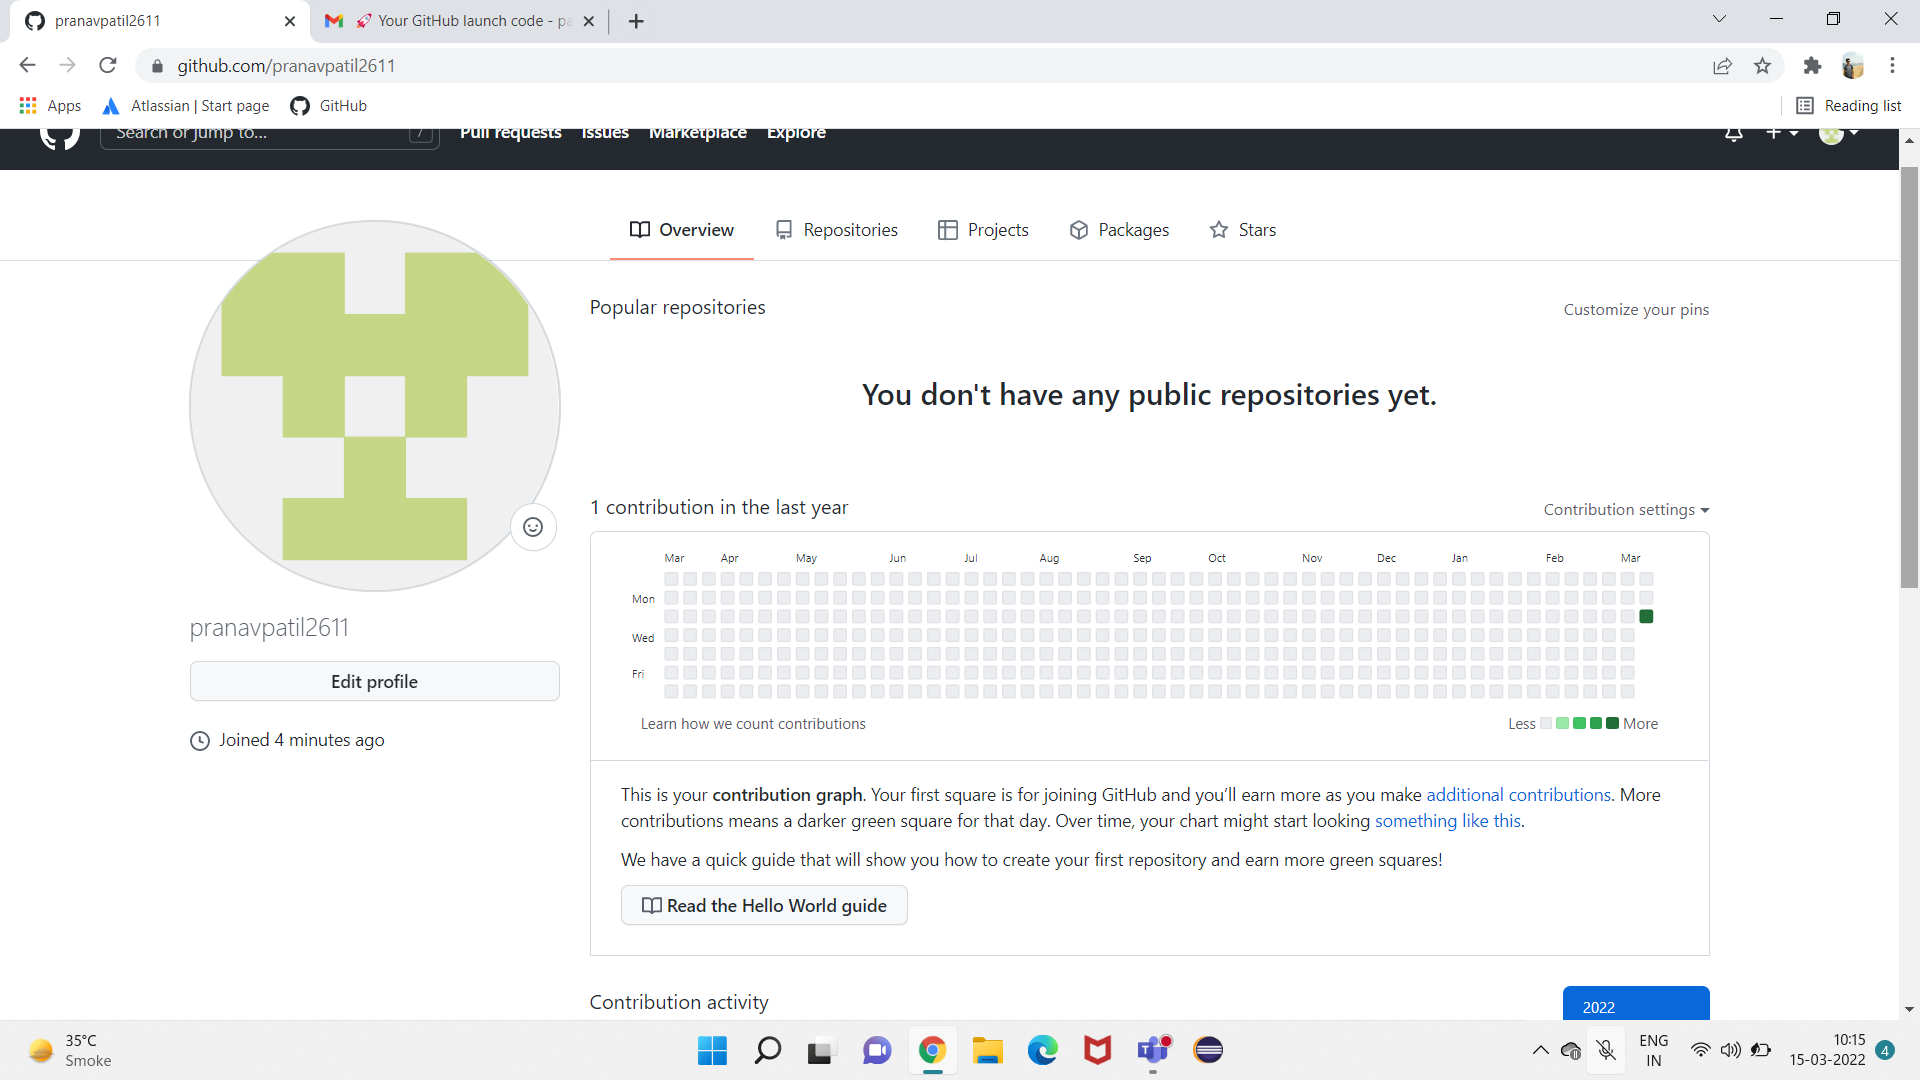 pranavpatil2611
🚀 Your GitHub launch code - pa
github.com/pranavpatil2611
Apps
Atlassian | Start page
GitHub
Reading list
Search or jump to...
/
Pull requests
Issues
Marketplace
Explore
Overview
Repositories
Projects
Packages
Stars
Popular repositories
Customize your pins
You don't have any public repositories yet.
1 contribution in the last year
Contribution settings
Mar Apr May Jun Jul Aug Sep Oct Nov Dec Jan Feb Mar
Mon
Wed
Fri
Learn how we count contributions
Less
More
pranavpatil2611
Edit profile
Joined 4 minutes ago
This is your contribution graph. Your first square is for joining GitHub and you’ll earn more as you make additional contributions. More
contributions means a darker green square for that day. Over time, your chart might start looking something like this.
We have a quick guide that will show you how to create your first repository and earn more green squares!
Read the Hello World guide
Contribution activity
2022
35°C
Smoke
ENG
IN
10:15
15-03-2022
4